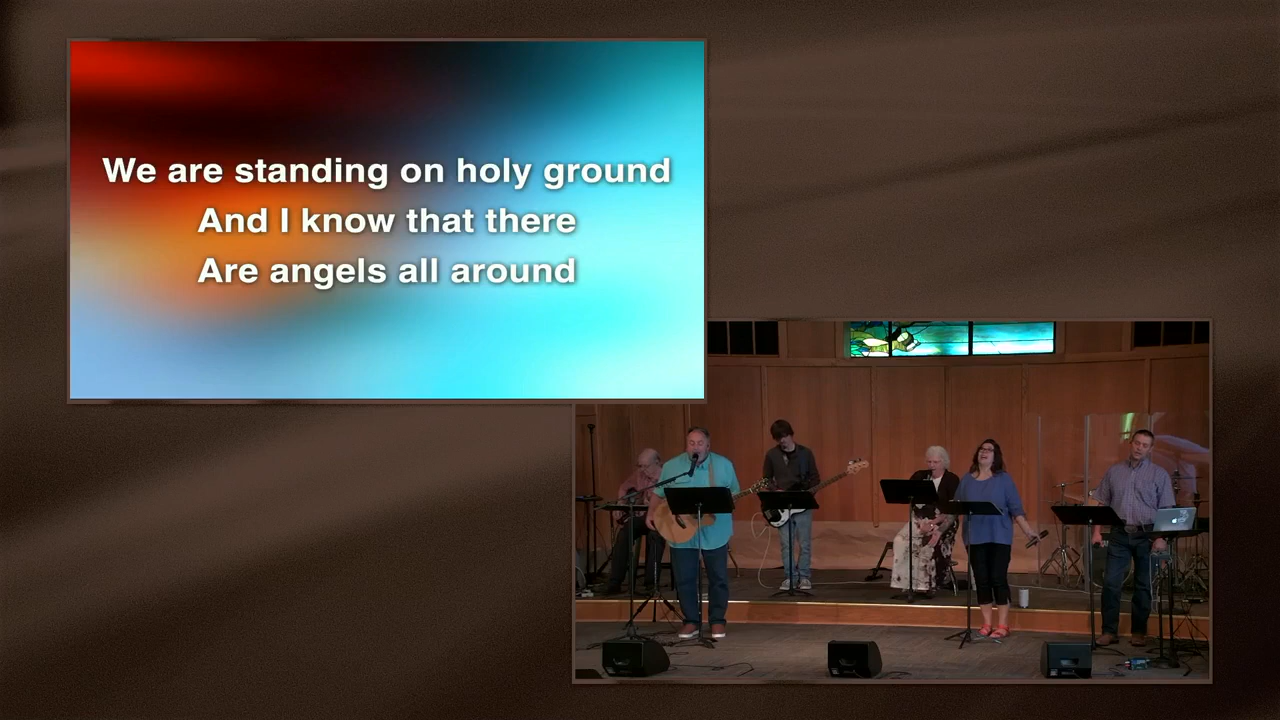 We are standing on holy ground
And I know that there
Are angels all around